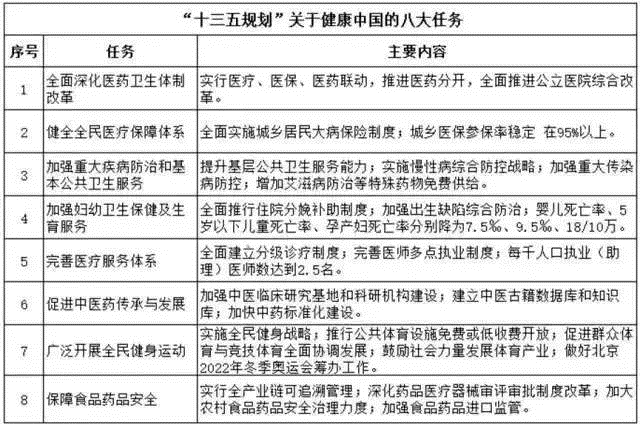 “十三五规划”关于健康中国的八大任务
序号 任务 主要内容
1 全面深化医药卫生体制改革 实行医疗、医保、医药联动，推进医药分开，全面推进公立医院综合改革。
2 健全全民医疗保障体系 全面实施城乡居民大病保险制度；城乡医保参保率稳定 在95%以上。
3 加强重大疾病防治和基本公共卫生服务 提升基层公共卫生服务能力；实施慢性病综合防控战略；加强重大传染病防控；增加艾滋病防治等特殊药物免费供给。
4 加强妇幼卫生保健及生育服务 全面推行住院分娩补助制度；加强出生缺陷综合防治；婴儿死亡率、5岁以下儿童死亡率、孕产妇死亡率分别降为7.5‰、9.5‰、18/10万。
5 完善医疗服务体系 全面建立分级诊疗制度；完善医师多点执业制度；每千人口执业（助理）医师数达到2.5名。
6 促进中医药传承与发展 加强中医临床研究基地和科研机构建设；建立中医古籍数据库和知识库；加快中药标准化建设。
7 广泛开展全民健身运动 实施全民健身战略；推行公共体育设施免费或低收费开放；促进群众体育与竞技体育全面协调发展；鼓励社会力量发展体育产业；做好北京2022年冬季奥运会筹办工作。
8 保障食品药品安全 实行全产业链可追溯管理；深化药品医疗器械审评审批制度改革；加大农村食品药品安全治理力度；加强食品药品进口监管。